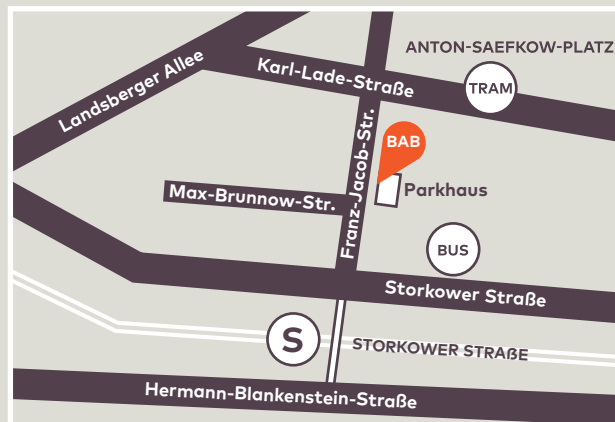 ANTON-SAEFKOW-PLATZ
Landsberger Allee
Karl-Lade-Straße
TRAM
BAB
Franz-Jacob-Str.
Max-Brunnow-Str.
Parkhaus
BUS
Storkower Straße
S
STORKOWER STRAßE
Hermann-Blankenstein-Straße